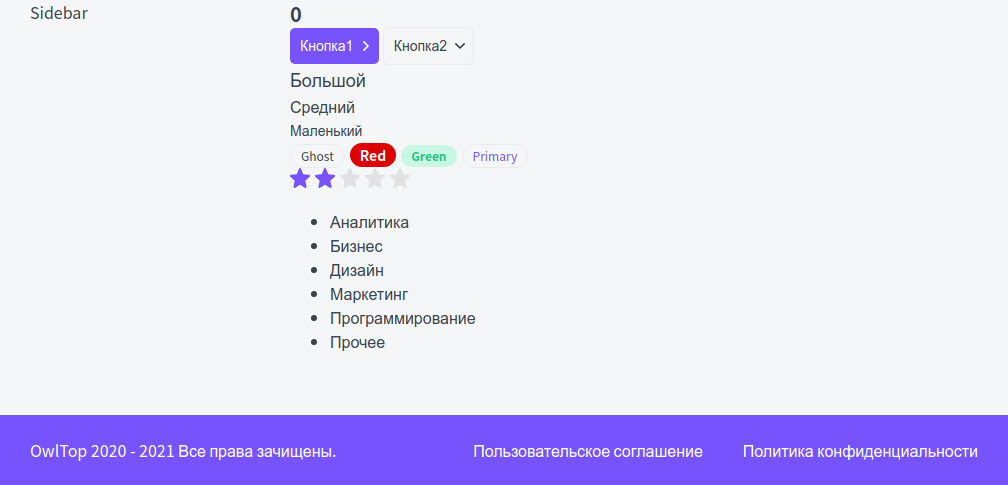 Sidebar
0
Кнопка1 Кнопка2
Большой
Средний
Маленький
Ghost Red Green Primary
Аналитика
Бизнес
Дизайн
Маркетинг
Программирование
Прочее
OwlTop 2020 - 2021 Все права зачищены. Пользовательское соглашение Политика конфиденциальности